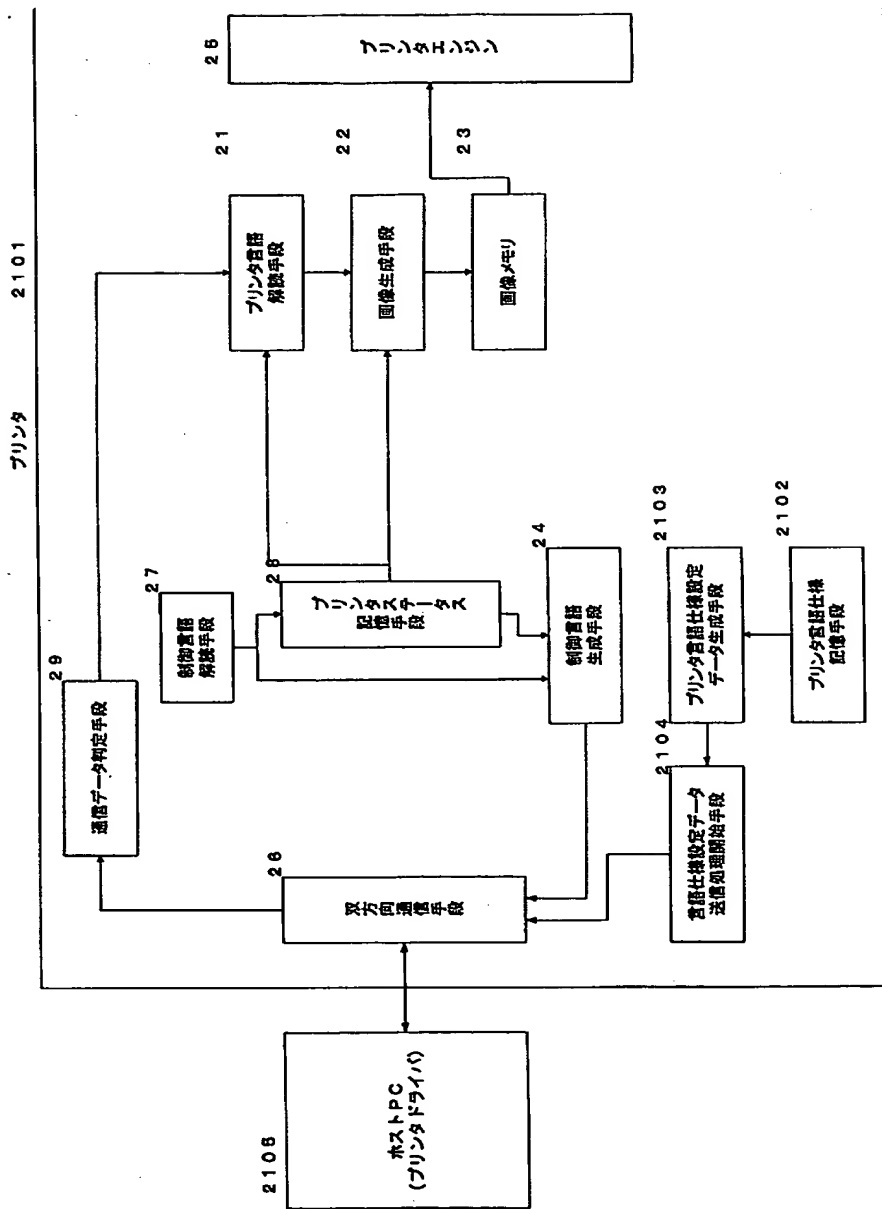 プリンタ 2101
26
プリンタエンジン
21
プリンタ言語
解読手段
22
画像生成手段
23
画像メモリ
29
通信データ判定手段
27
制御言語
解読手段
28
プリンタステータス
記憶手段
24
制御言語
生成手段
2103
プリンタ言語仕様設定
データ生成手段
2102
プリンタ言語仕様
記憶手段
2104
言語仕様設定データ
送信処理開始手段
26
双方向通信手段
2106
ホストPC
(プリンタドライバ)